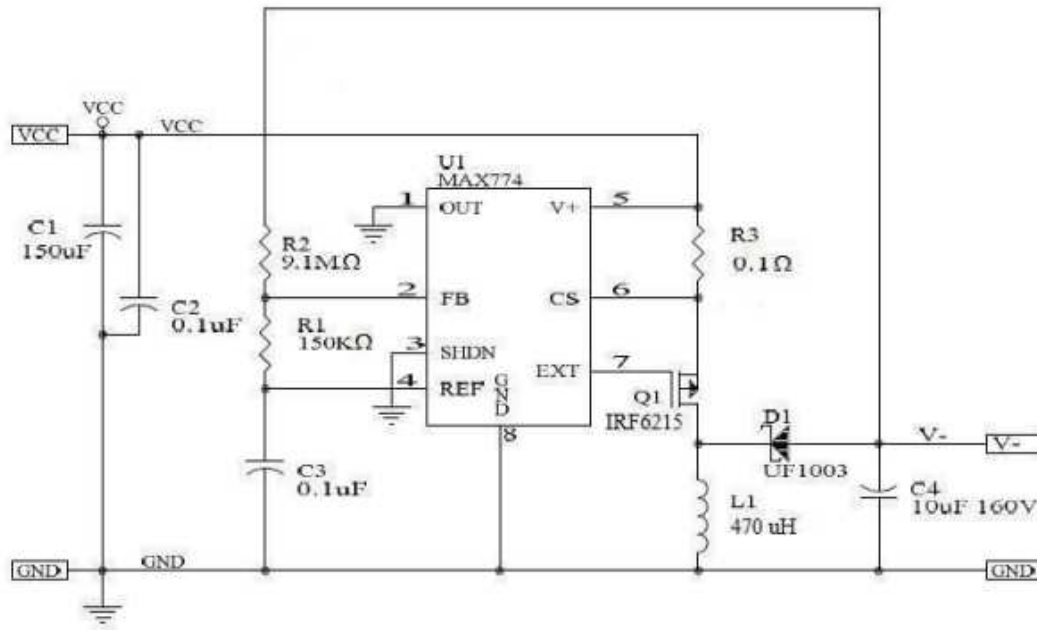 VCC
VCC
VCC
C1
150uF
C2
0.1uF
R2
9.1MΩ
R1
150KΩ
C3
0.1uF
U1
MAX774
1
OUT
V+
5
2
FB
CS
6
3
SHDN
4
REF
GND
8
EXT
7
R3
0.1Ω
Q1
IRF6215
D1
UF1003
L1
470 uH
V-
V-
C4
10uF 160V
GND
GND
GND